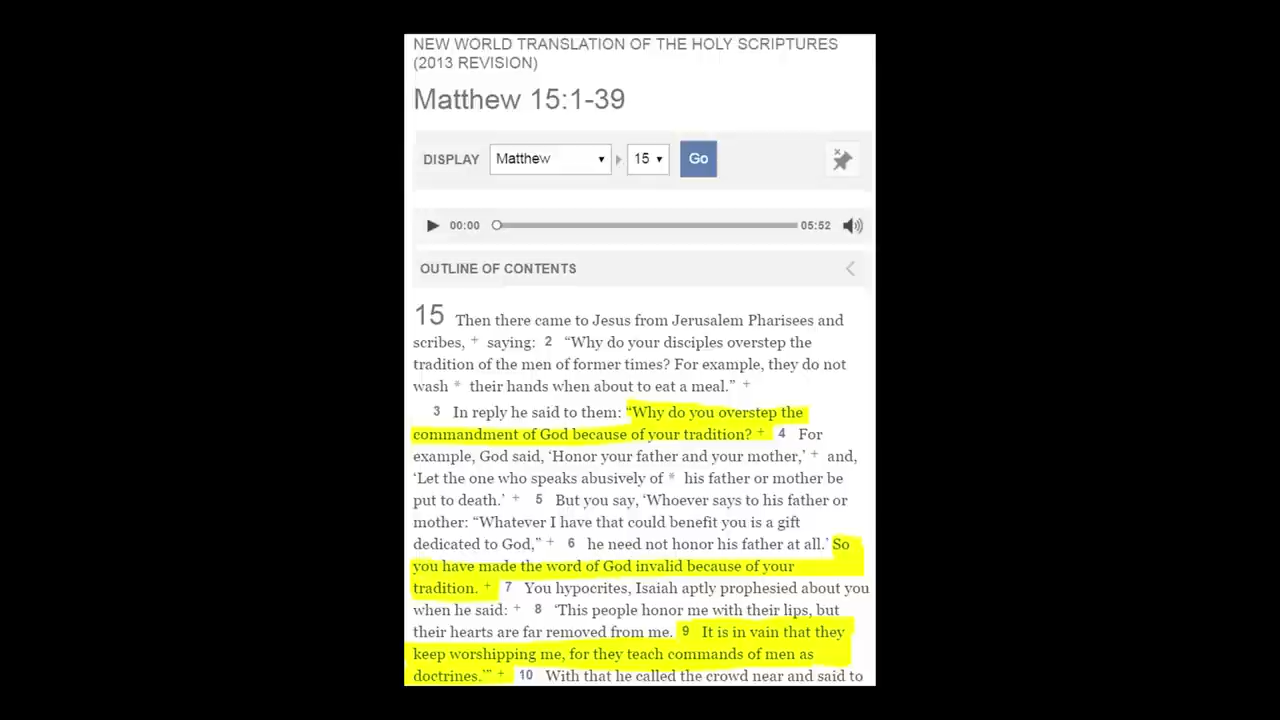 NEW WORLD TRANSLATION OF THE HOLY SCRIPTURES
(2013 REVISION)
Matthew 15:1-39
DISPLAY Matthew 15 Go
00:00 05:52
OUTLINE OF CONTENTS
15 Then there came to Jesus from Jerusalem Pharisees and
scribes, + saying: 2 “Why do your disciples overstep the
tradition of the men of former times? For example, they do not
wash * their hands when about to eat a meal.” +
3 In reply he said to them: “Why do you overstep the
commandment of God because of your tradition? + 4 For
example, God said, ‘Honor your father and your mother,’ + and,
‘Let the one who speaks abusively of * his father or mother be
put to death.’ + 5 But you say, ‘Whoever says to his father or
mother: “Whatever I have that could benefit you is a gift
dedicated to God,” + 6 he need not honor his father at all.’ So
you have made the word of God invalid because of your
tradition. + 7 You hypocrites, Isaiah aptly prophesied about you
when he said: + 8 ‘This people honor me with their lips, but
their hearts are far removed from me. 9 It is in vain that they
keep worshipping me, for they teach commands of men as
doctrines.’” + 10 With that he called the crowd near and said to